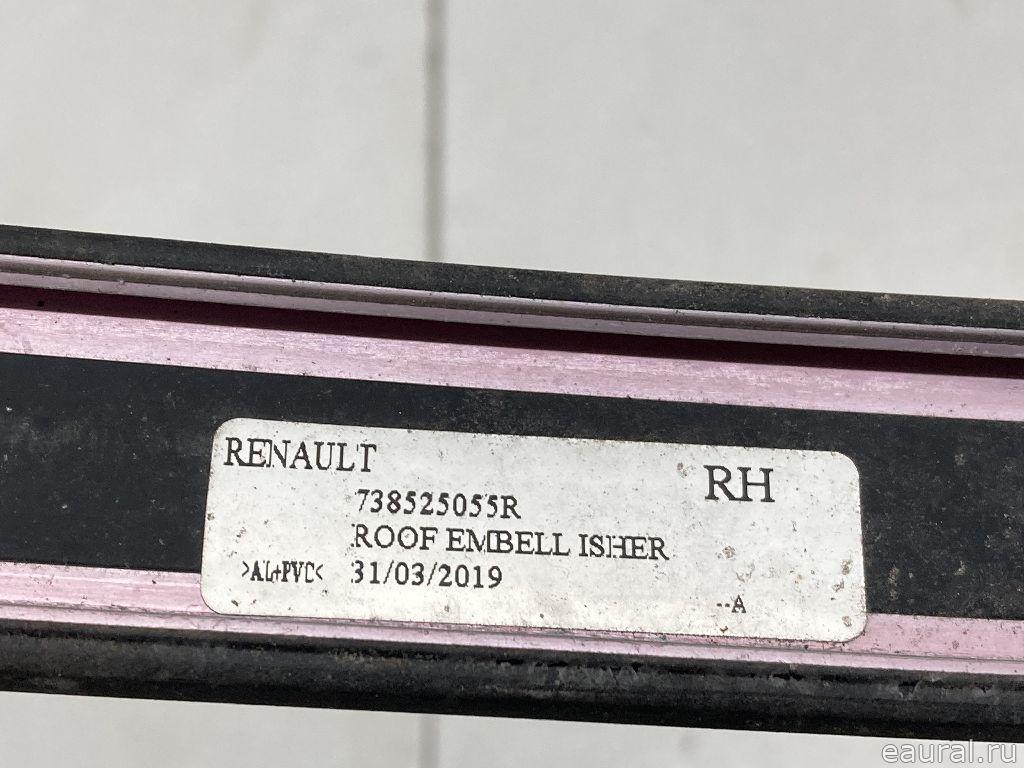 RENAULT
RH
738525055R
ROOF EMBELL ISHER
>AL+PVC< 31/03/2019
--A
eaural.ru